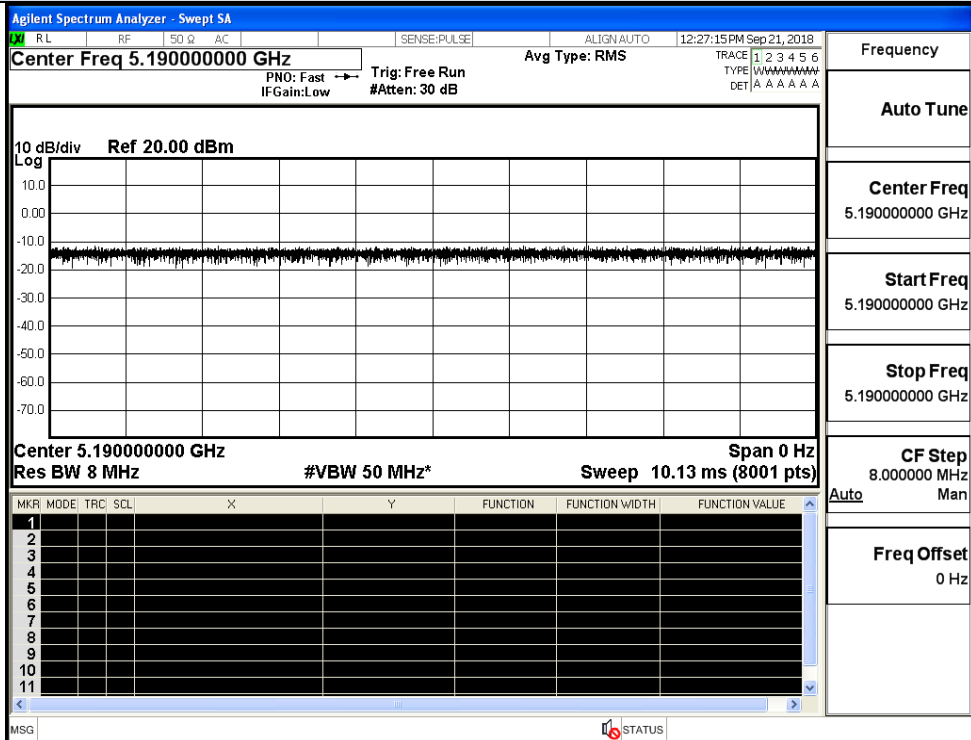 Agilent Spectrum Analyzer - Swept SA
LXI RL RF 50 Ω AC SENSE:PULSE ALIGN AUTO 12:27:15 PM Sep 21, 2018
Center Freq 5.190000000 GHz Avg Type: RMS TRACE 1 2 3 4 5 6
PNO: Fast Trig: Free Run TYPE WWWWWW
IFGain:Low #Atten: 30 dB DET A A A A A A
10 dB/div Ref 20.00 dBm
Log
10.0
0.00
-10.0
-20.0
-30.0
-40.0
-50.0
-60.0
-70.0
Center 5.190000000 GHz Span 0 Hz
Res BW 8 MHz #VBW 50 MHz* Sweep 10.13 ms (8001 pts)
MKR MODE TRC SCL X Y FUNCTION FUNCTION WIDTH FUNCTION VALUE
1
2
3
4
5
6
7
8
9
10
11
MSG STATUS
Frequency
Auto Tune
Center Freq
5.190000000 GHz
Start Freq
5.190000000 GHz
Stop Freq
5.190000000 GHz
CF Step
8.000000 MHz
Auto Man
Freq Offset
0 Hz